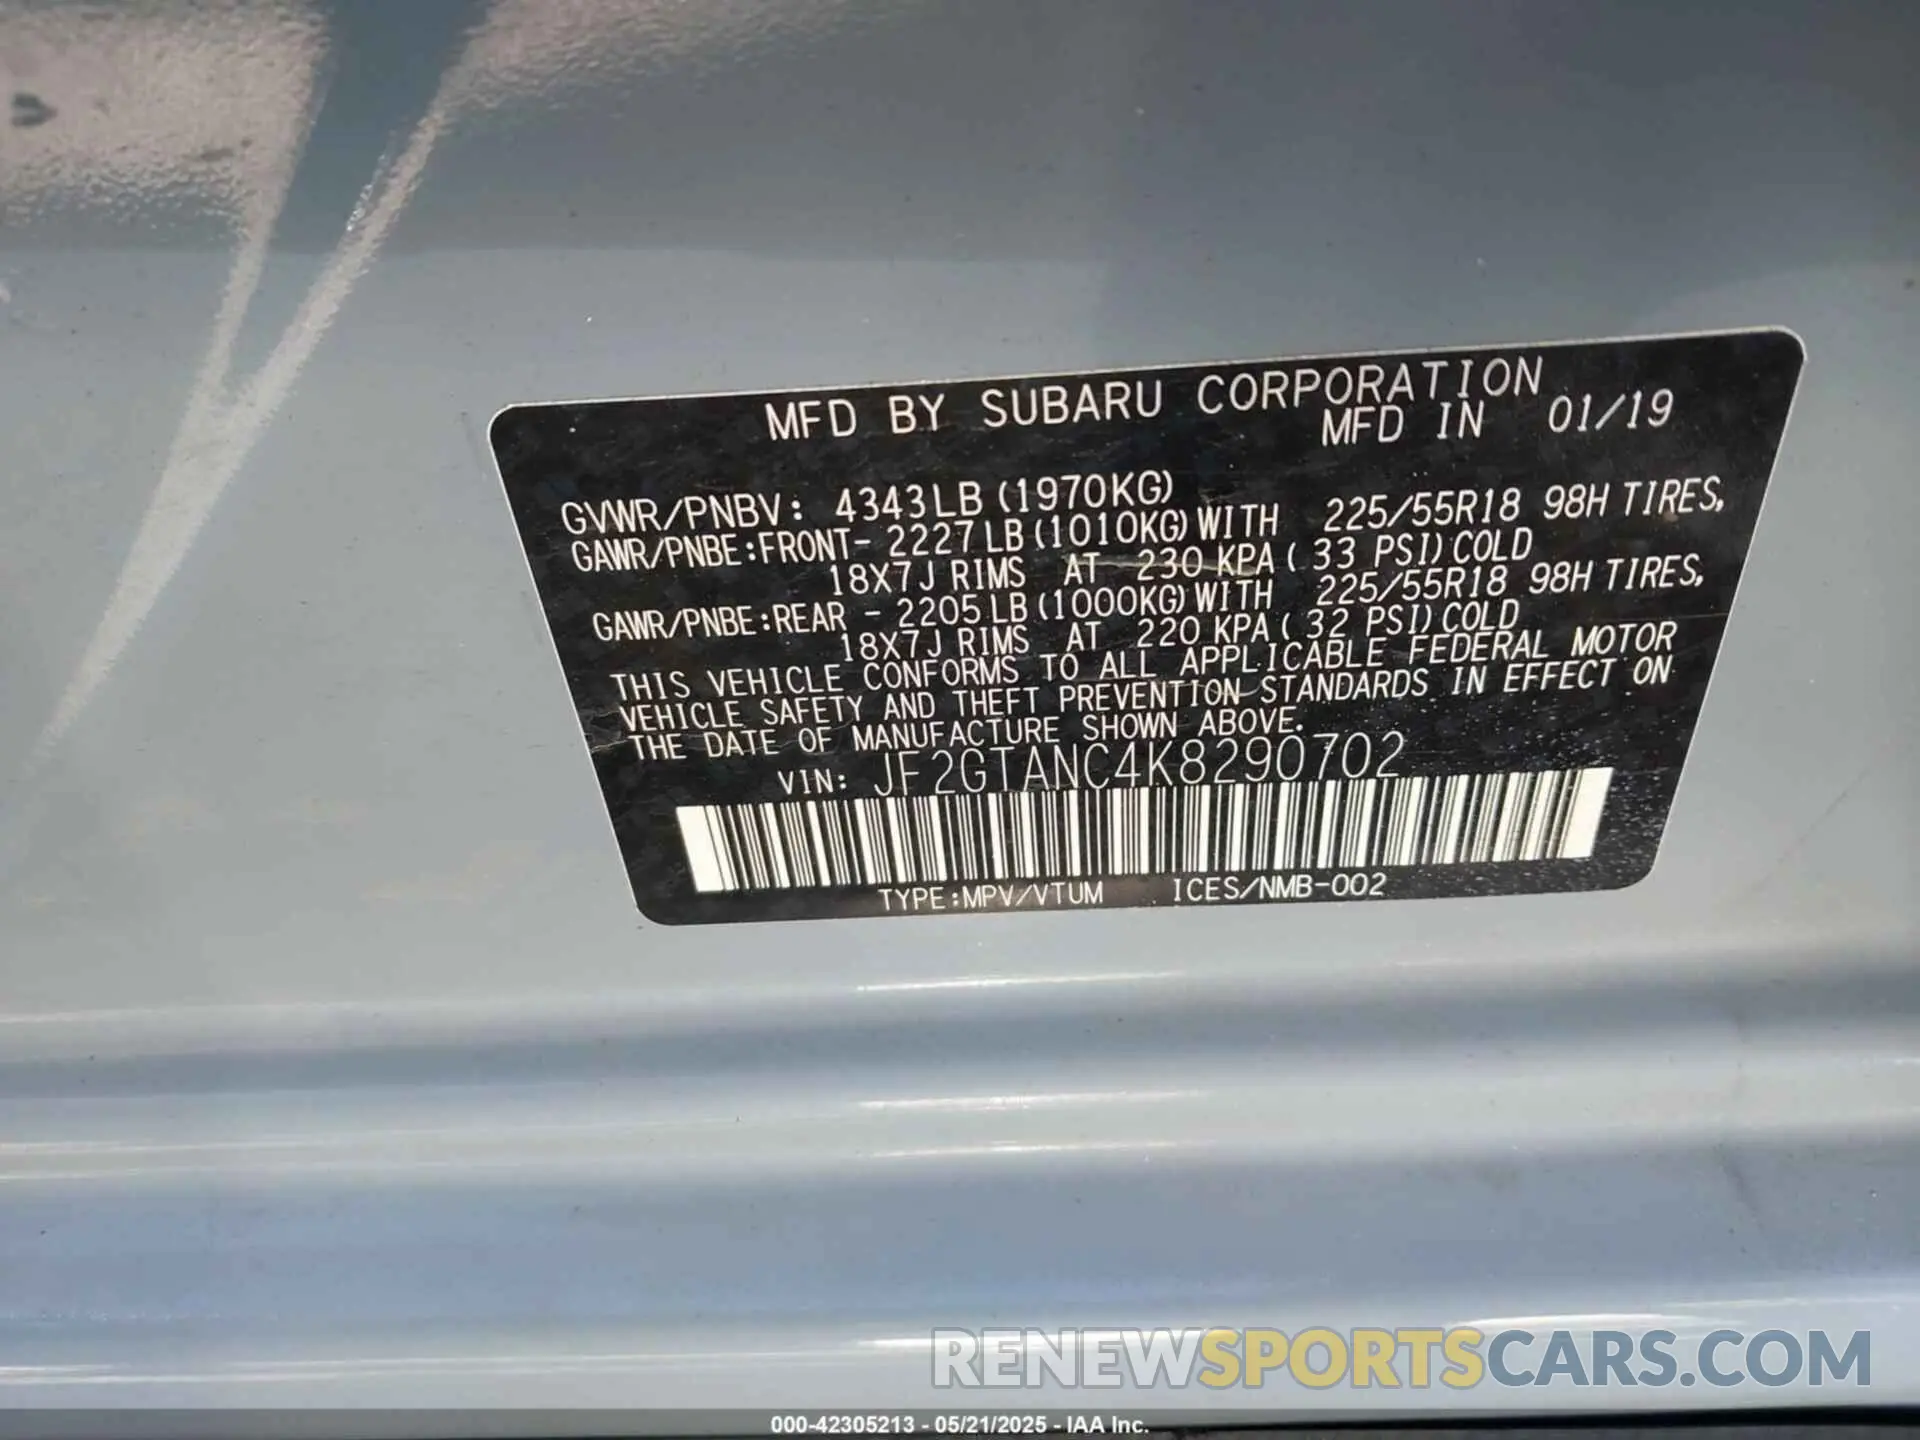 MFD BY SUBARU CORPORATION
MFD IN 01/19
GVWR/PNBV: 4343LB (1970KG)
GAWR/PNBE:FRONT- 2227LB (1010KG) WITH 225/55R18 98H TIRES,
18X7J RIMS AT 230 KPA ( 33 PSI) COLD
GAWR/PNBE:REAR - 2205LB (1000KG) WITH 225/55R18 98H TIRES,
18X7J RIMS AT 220 KPA ( 32 PSI) COLD
THIS VEHICLE CONFORMS TO ALL APPLICABLE FEDERAL MOTOR
VEHICLE SAFETY AND THEFT PREVENTION STANDARDS IN EFFECT ON
THE DATE OF MANUFACTURE SHOWN ABOVE.
VIN: JF2GTANC4K8290702
TYPE:MPV/VTUM ICES/NMB-002
RENEWSPORTSCARS.COM
000-42305213 - 05/21/2025 - IAA Inc.